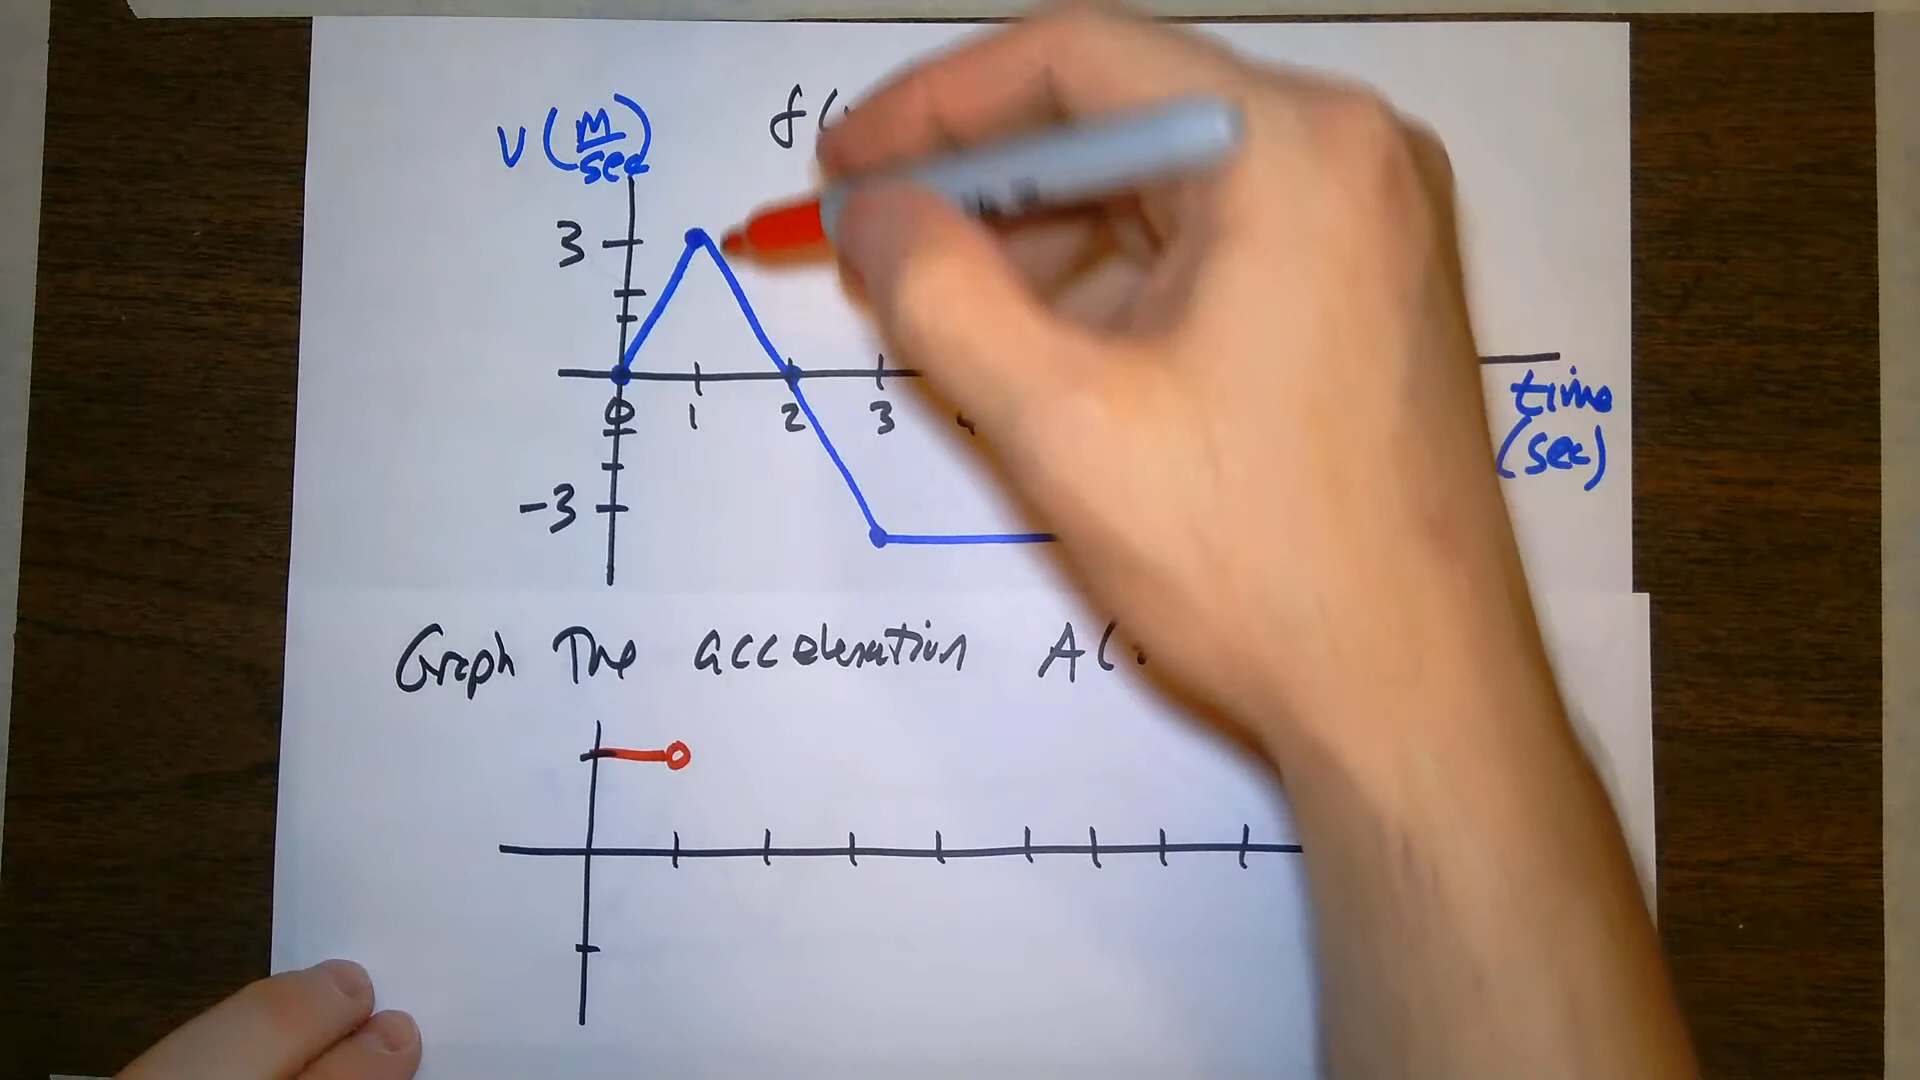 v (m/sec)
f(
3
0 1 2 3
time
(sec)
-3
Graph The acceleration A(